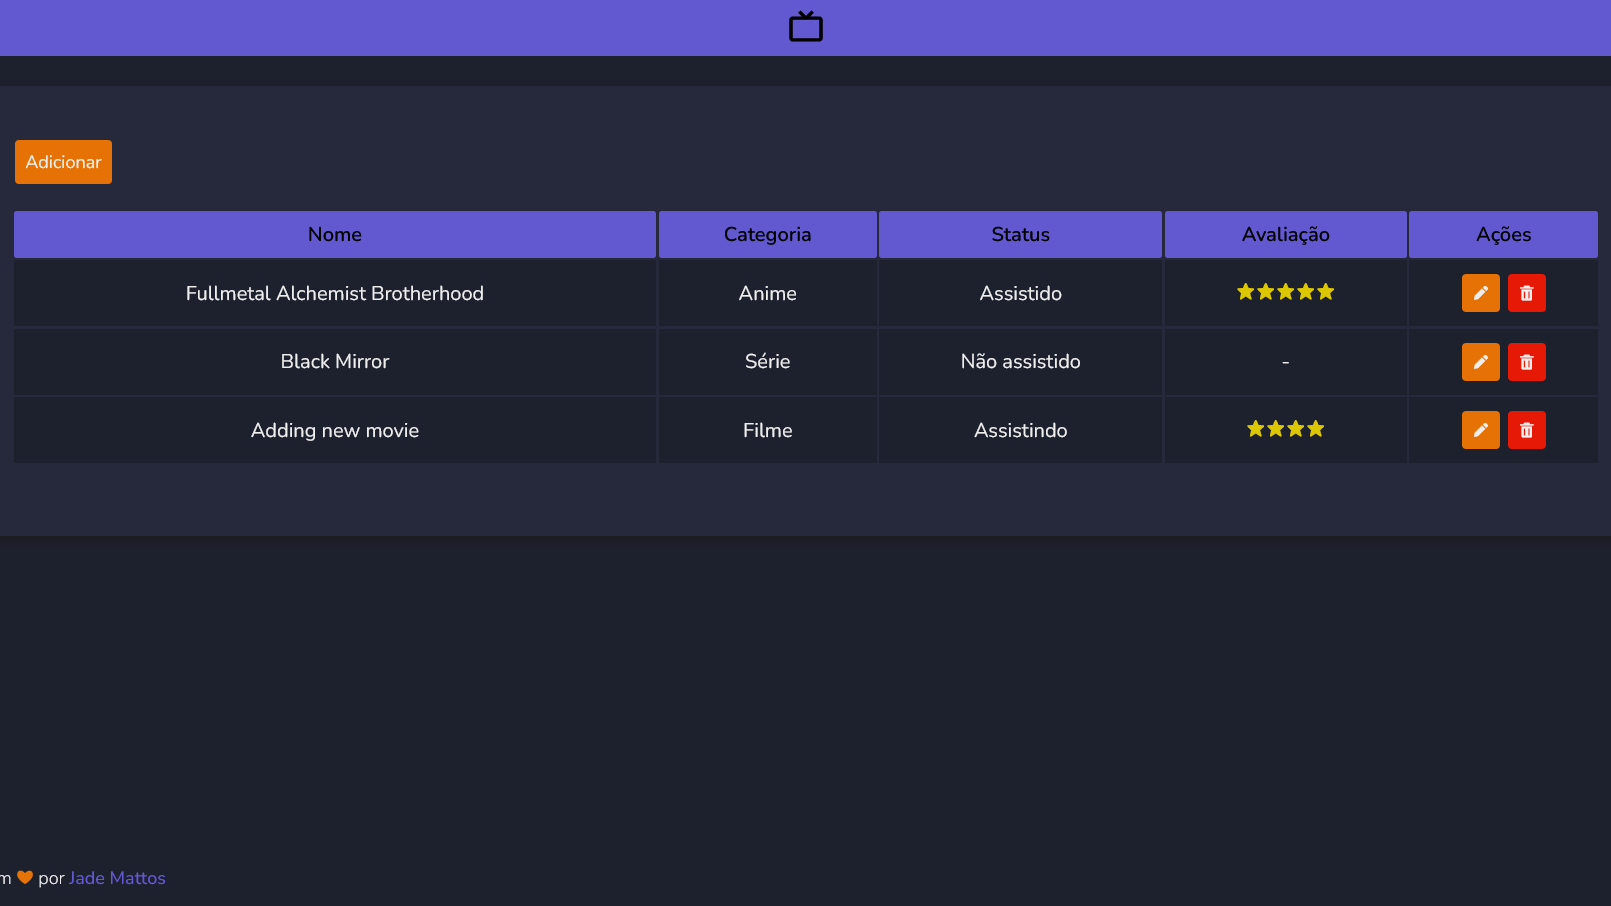 Adicionar
Nome Categoria Status Avaliação Ações
Fullmetal Alchemist Brotherhood Anime Assistido
Black Mirror Série Não assistido -
Adding new movie Filme Assistindo
m por Jade Mattos